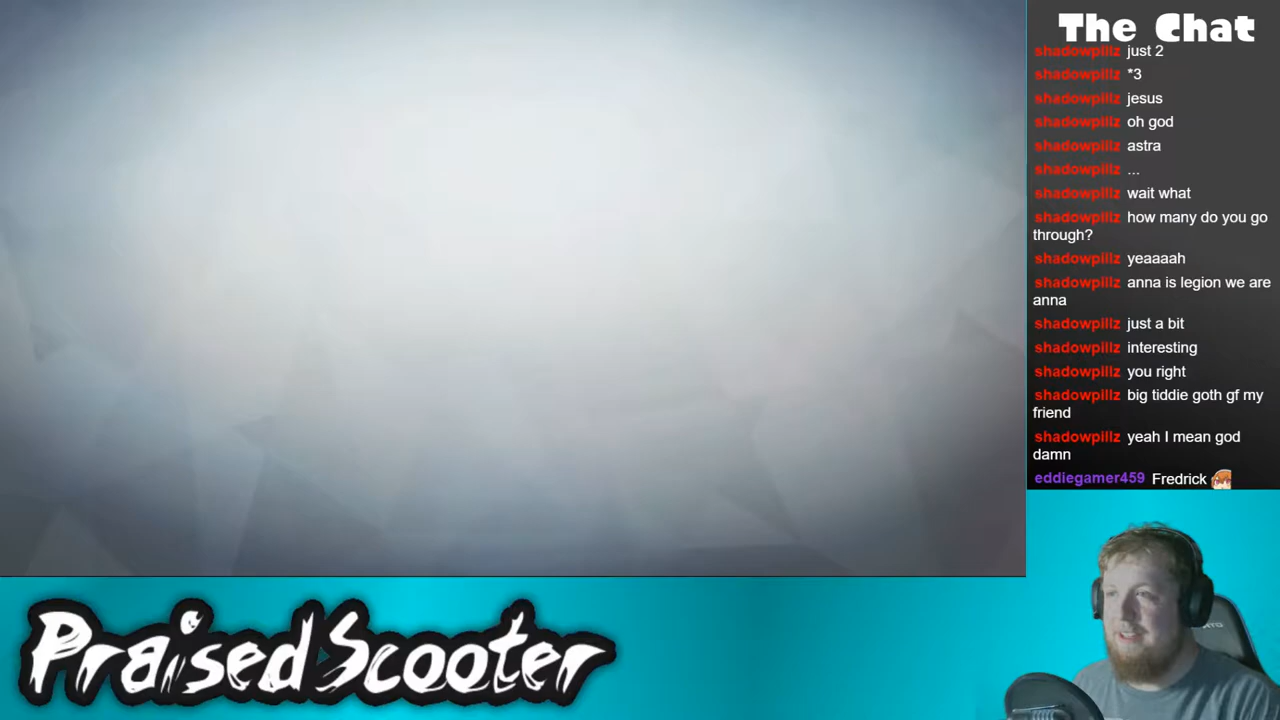 The Chat
shadowpillz just 2
shadowpillz *3
shadowpillz jesus
shadowpillz oh god
shadowpillz astra
shadowpillz ...
shadowpillz wait what
shadowpillz how many do you go
through?
shadowpillz yeaaaah
shadowpillz anna is legion we are
anna
shadowpillz just a bit
shadowpillz interesting
shadowpillz you right
shadowpillz big tiddie goth gf my
friend
shadowpillz yeah I mean god
damn
eddiegamer459 Fredrick
PraisedScooter